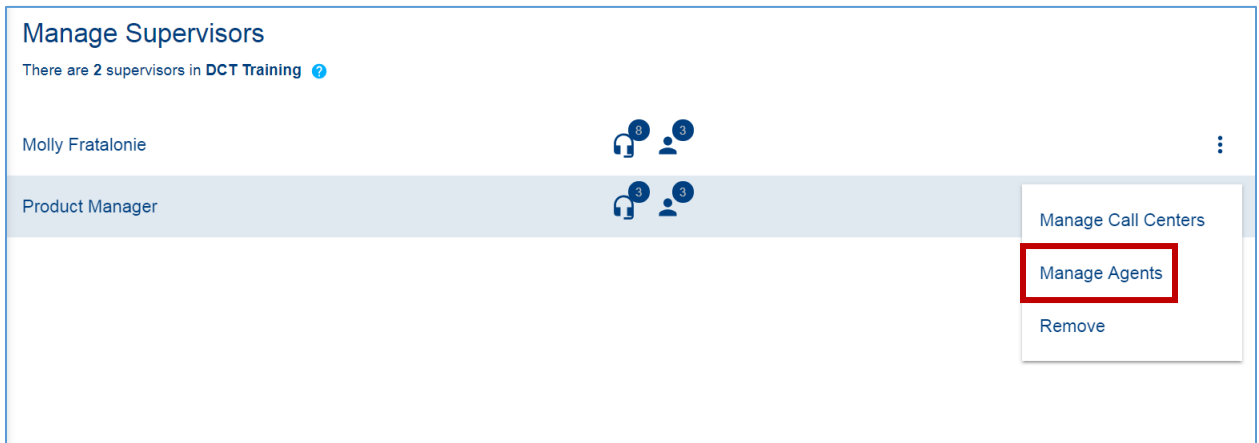 Manage Supervisors
There are 2 supervisors in DCT Training ?
Molly Fratalonie 8 3
Product Manager 3 3
Manage Call Centers
Manage Agents
Remove